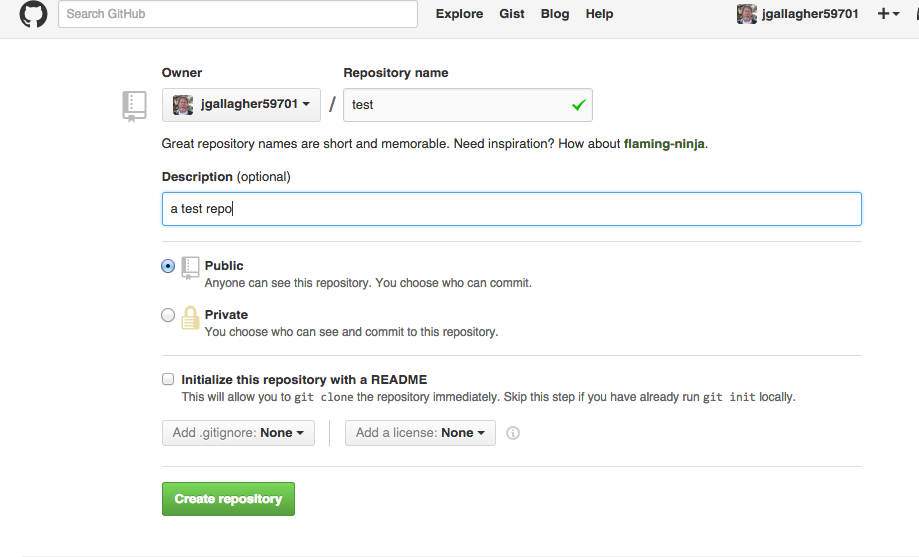 Search GitHub Explore Gist Blog Help jgallagher59701
Owner Repository name
jgallagher59701 / test
Great repository names are short and memorable. Need inspiration? How about flaming-ninja.
Description (optional)
a test repo
Public
Anyone can see this repository. You choose who can commit.
Private
You choose who can see and commit to this repository.
Initialize this repository with a README
This will allow you to git clone the repository immediately. Skip this step if you have already run git init locally.
Add .gitignore: None Add a license: None
Create repository